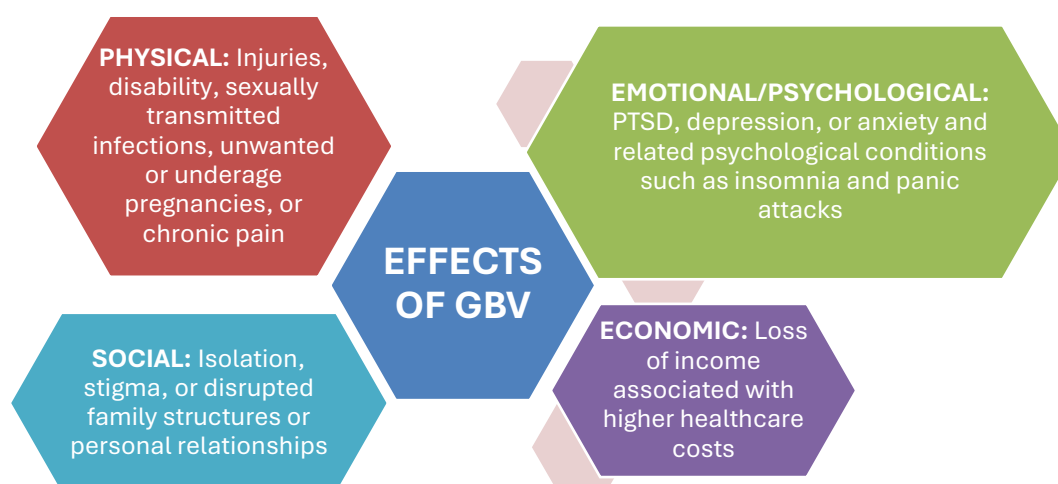 PHYSICAL: Injuries,
disability, sexually
transmitted
infections, unwanted
or underage
pregnancies, or
chronic pain
EMOTIONAL/PSYCHOLOGICAL:
PTSD, depression, or anxiety and
related psychological conditions
such as insomnia and panic
attacks
EFFECTS
OF GBV
SOCIAL: Isolation,
stigma, or disrupted
family structures or
personal relationships
ECONOMIC: Loss
of income
associated with
higher healthcare
costs